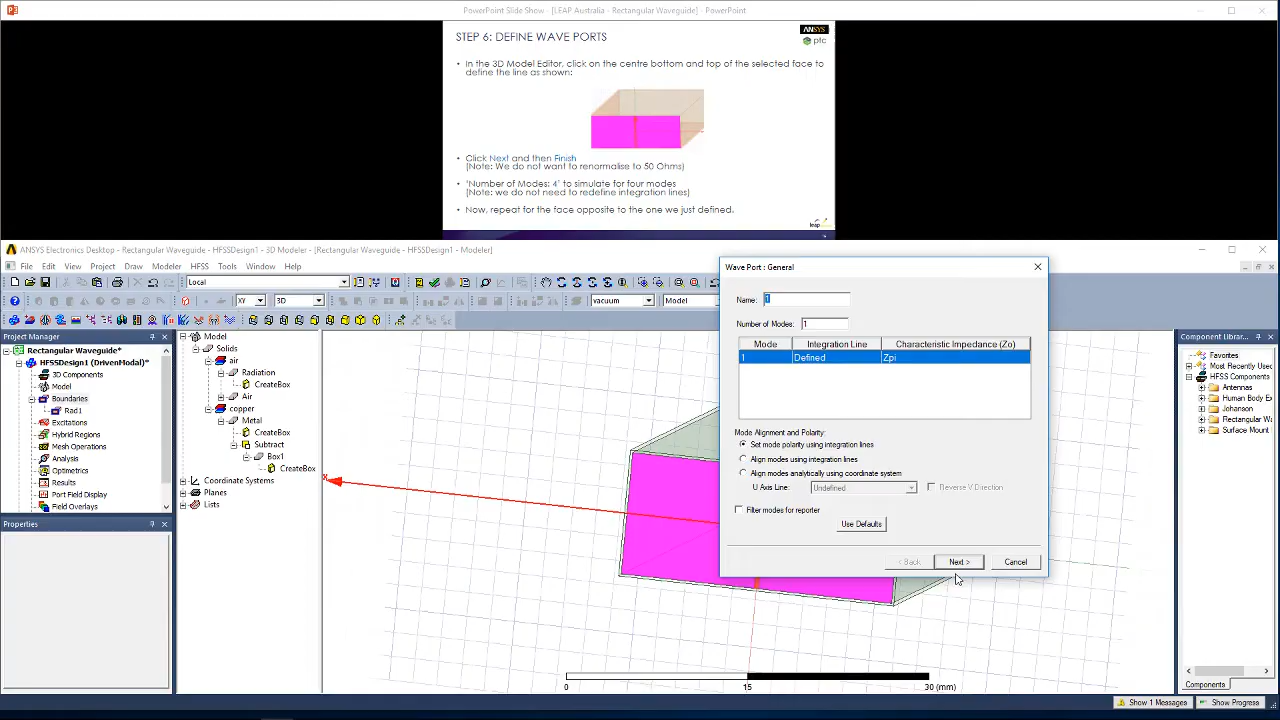 PowerPoint Slide Show - [LEAP Australia - Rectangular Waveguide] - PowerPoint
STEP 6: DEFINE WAVE PORTS
ANSYS
ptc
• In the 3D Model Editor, click on the centre bottom and top of the selected face to
define the line as shown:
• Click Next and then Finish
(Note: We do not want to renormalise to 50 Ohms)
• 'Number of Modes: 4' to simulate for four modes
(Note: we do not need to redefine integration lines)
• Now, repeat for the face opposite to the one we just defined.
leap
ANSYS Electronics Desktop - Rectangular Waveguide - HFSSDesign1 - 3D Modeler - [Rectangular Waveguide - HFSSDesign1 - Modeler]
File Edit View Project Draw Modeler HFSS Tools Window Help
Local
XY 3D vacuum Model
Project Manager
Rectangular Waveguide*
HFSSDesign1 (DrivenModal)*
3D Components
Model
Boundaries
Rad1
Excitations
Hybrid Regions
Mesh Operations
Analysis
Optimetrics
Results
Port Field Display
Field Overlays
Properties
Model
Solids
air
Radiation
CreateBox
Air
copper
Metal
CreateBox
Subtract
Box1
CreateBox
Coordinate Systems
Planes
Lists
X
Wave Port : General
Name: 1
Number of Modes: 1
Mode Integration Line Characteristic Impedance (Zo)
1 Defined Zpi
Mode Alignment and Polarity:
Set mode polarity using integration lines
Align modes using integration lines
Align modes analytically using coordinate system
U Axis Line: Undefined Reverse V Direction
Filter modes for reporter
Use Defaults
< Back Next > Cancel
0 15 30 (mm)
Component Librar...
Favorites
Most Recently Used
HFSS Components
Antennas
Human Body E
Johanson
Rectangular Wa
Surface Mount
Components
Show 1 Messages Show Progress